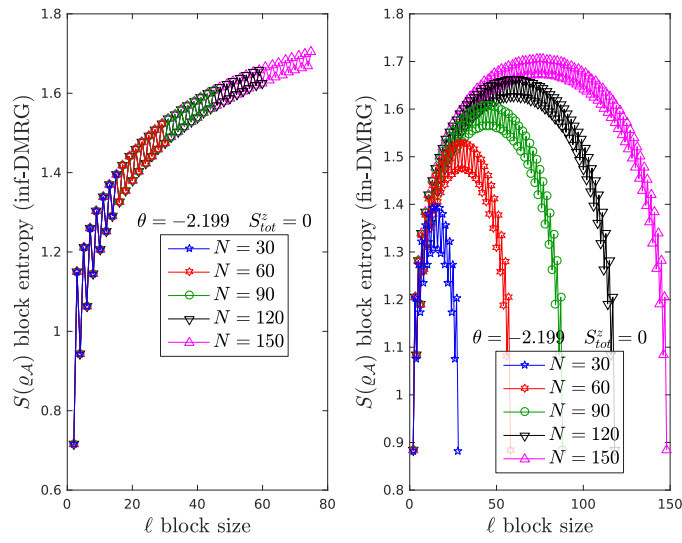 S(ϱ_𝒜) block entropy (inf-DMRG)
1.8
1.6
1.4
1.2
1
0.8
0.6
0
20
40
60
80
ℓ block size
θ = −2.199 S^z_tot = 0
N = 30
N = 60
N = 90
N = 120
N = 150
S(ϱ_𝒜) block entropy (fin-DMRG)
1.8
1.7
1.6
1.5
1.4
1.3
1.2
1.1
1
0.9
0.8
0
50
100
150
ℓ block size
θ = −2.199 S^z_tot = 0
N = 30
N = 60
N = 90
N = 120
N = 150